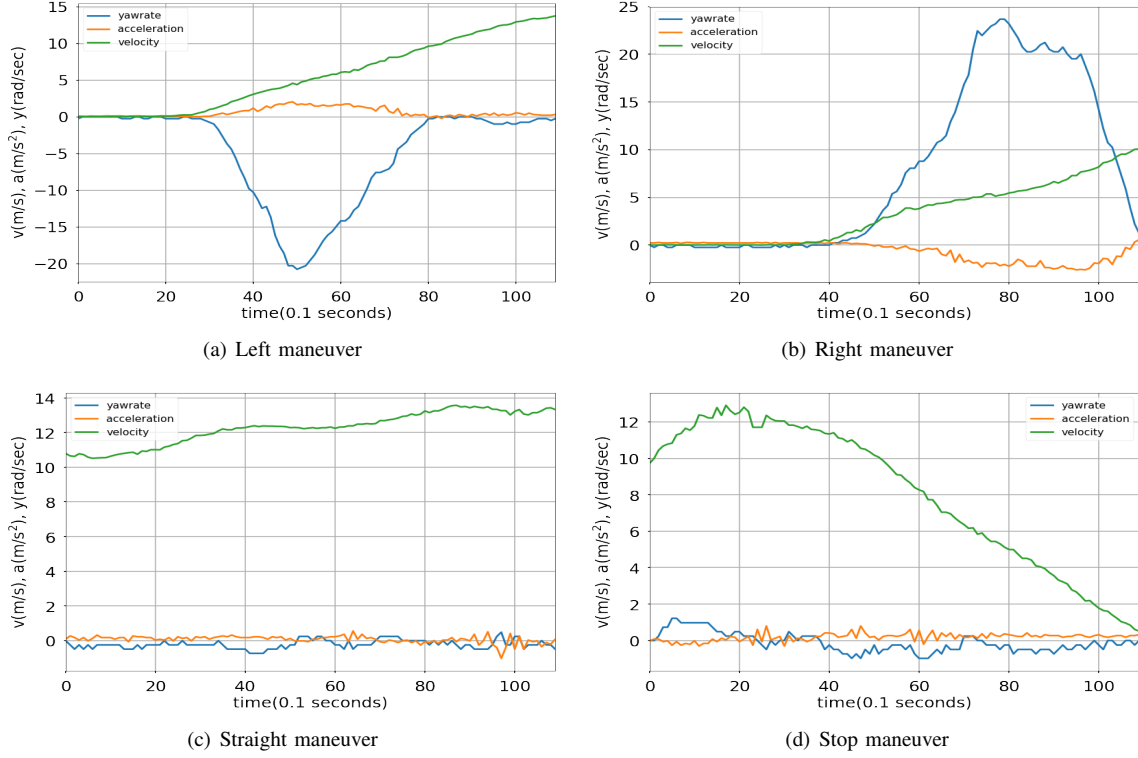 15
10
5
0
−5
−10
−15
−20
v(m/s), a(m/s²), y(rad/sec)
yawrate
acceleration
velocity
0 20 40 60 80 100
time(0.1 seconds)
(a) Left maneuver
25
20
15
10
5
0
v(m/s), a(m/s²), y(rad/sec)
yawrate
acceleration
velocity
0 20 40 60 80 100
time(0.1 seconds)
(b) Right maneuver
14
12
10
8
6
4
2
0
v(m/s), a(m/s²), y(rad/sec)
yawrate
acceleration
velocity
0 20 40 60 80 100
time(0.1 seconds)
(c) Straight maneuver
12
10
8
6
4
2
0
v(m/s), a(m/s²), y(rad/sec)
yawrate
acceleration
velocity
0 20 40 60 80 100
time(0.1 seconds)
(d) Stop maneuver